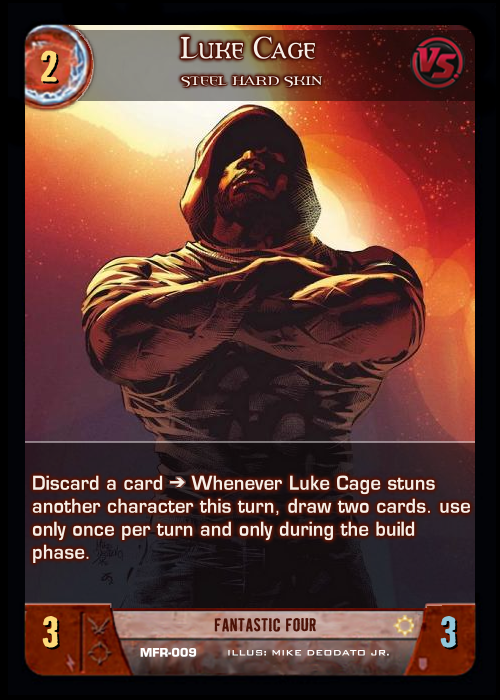 2
LUKE CAGE
STEEL HARD SKIN
VS
Discard a card ➔ Whenever Luke Cage stuns
another character this turn, draw two cards. use
only once per turn and only during the build
phase.
3
FANTASTIC FOUR
3
MFR-009 ILLUS: MIKE DEODATO JR.